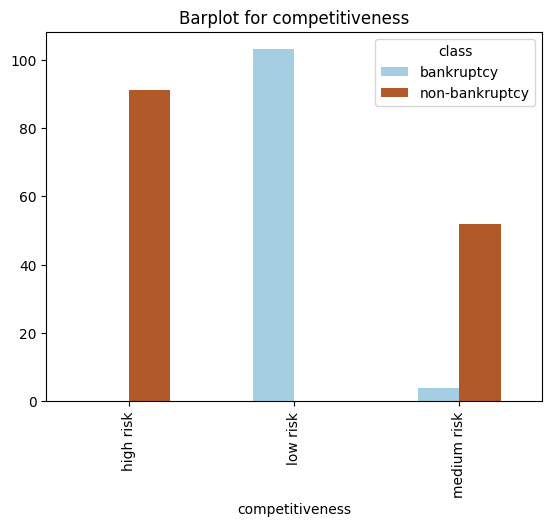 Barplot for competitiveness
class
bankruptcy
non-bankruptcy
100
80
60
40
20
0
high risk
low risk
medium risk
competitiveness